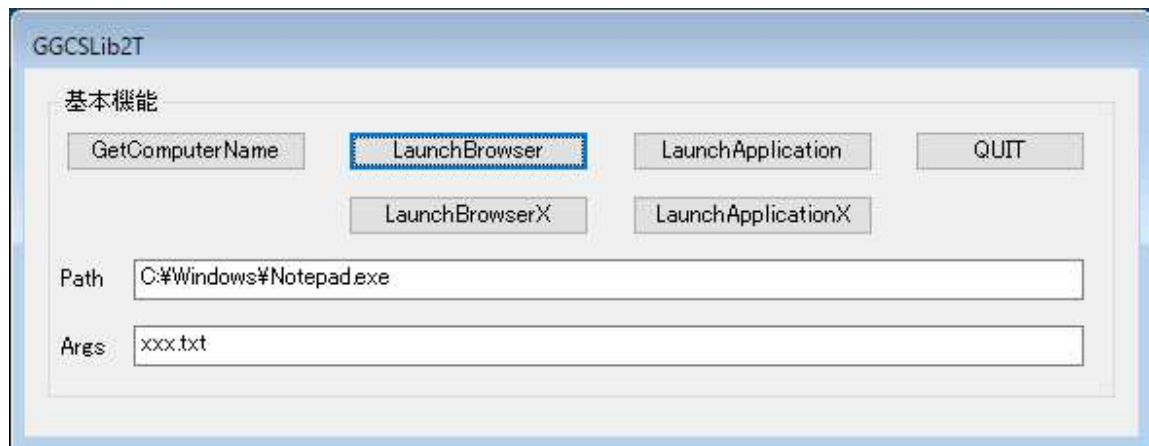 GGCSLib2T
基本機能
GetComputerName LaunchBrowser LaunchApplication QUIT
LaunchBrowserX LaunchApplicationX
Path C:¥Windows¥Notepad.exe
Args xxx.txt